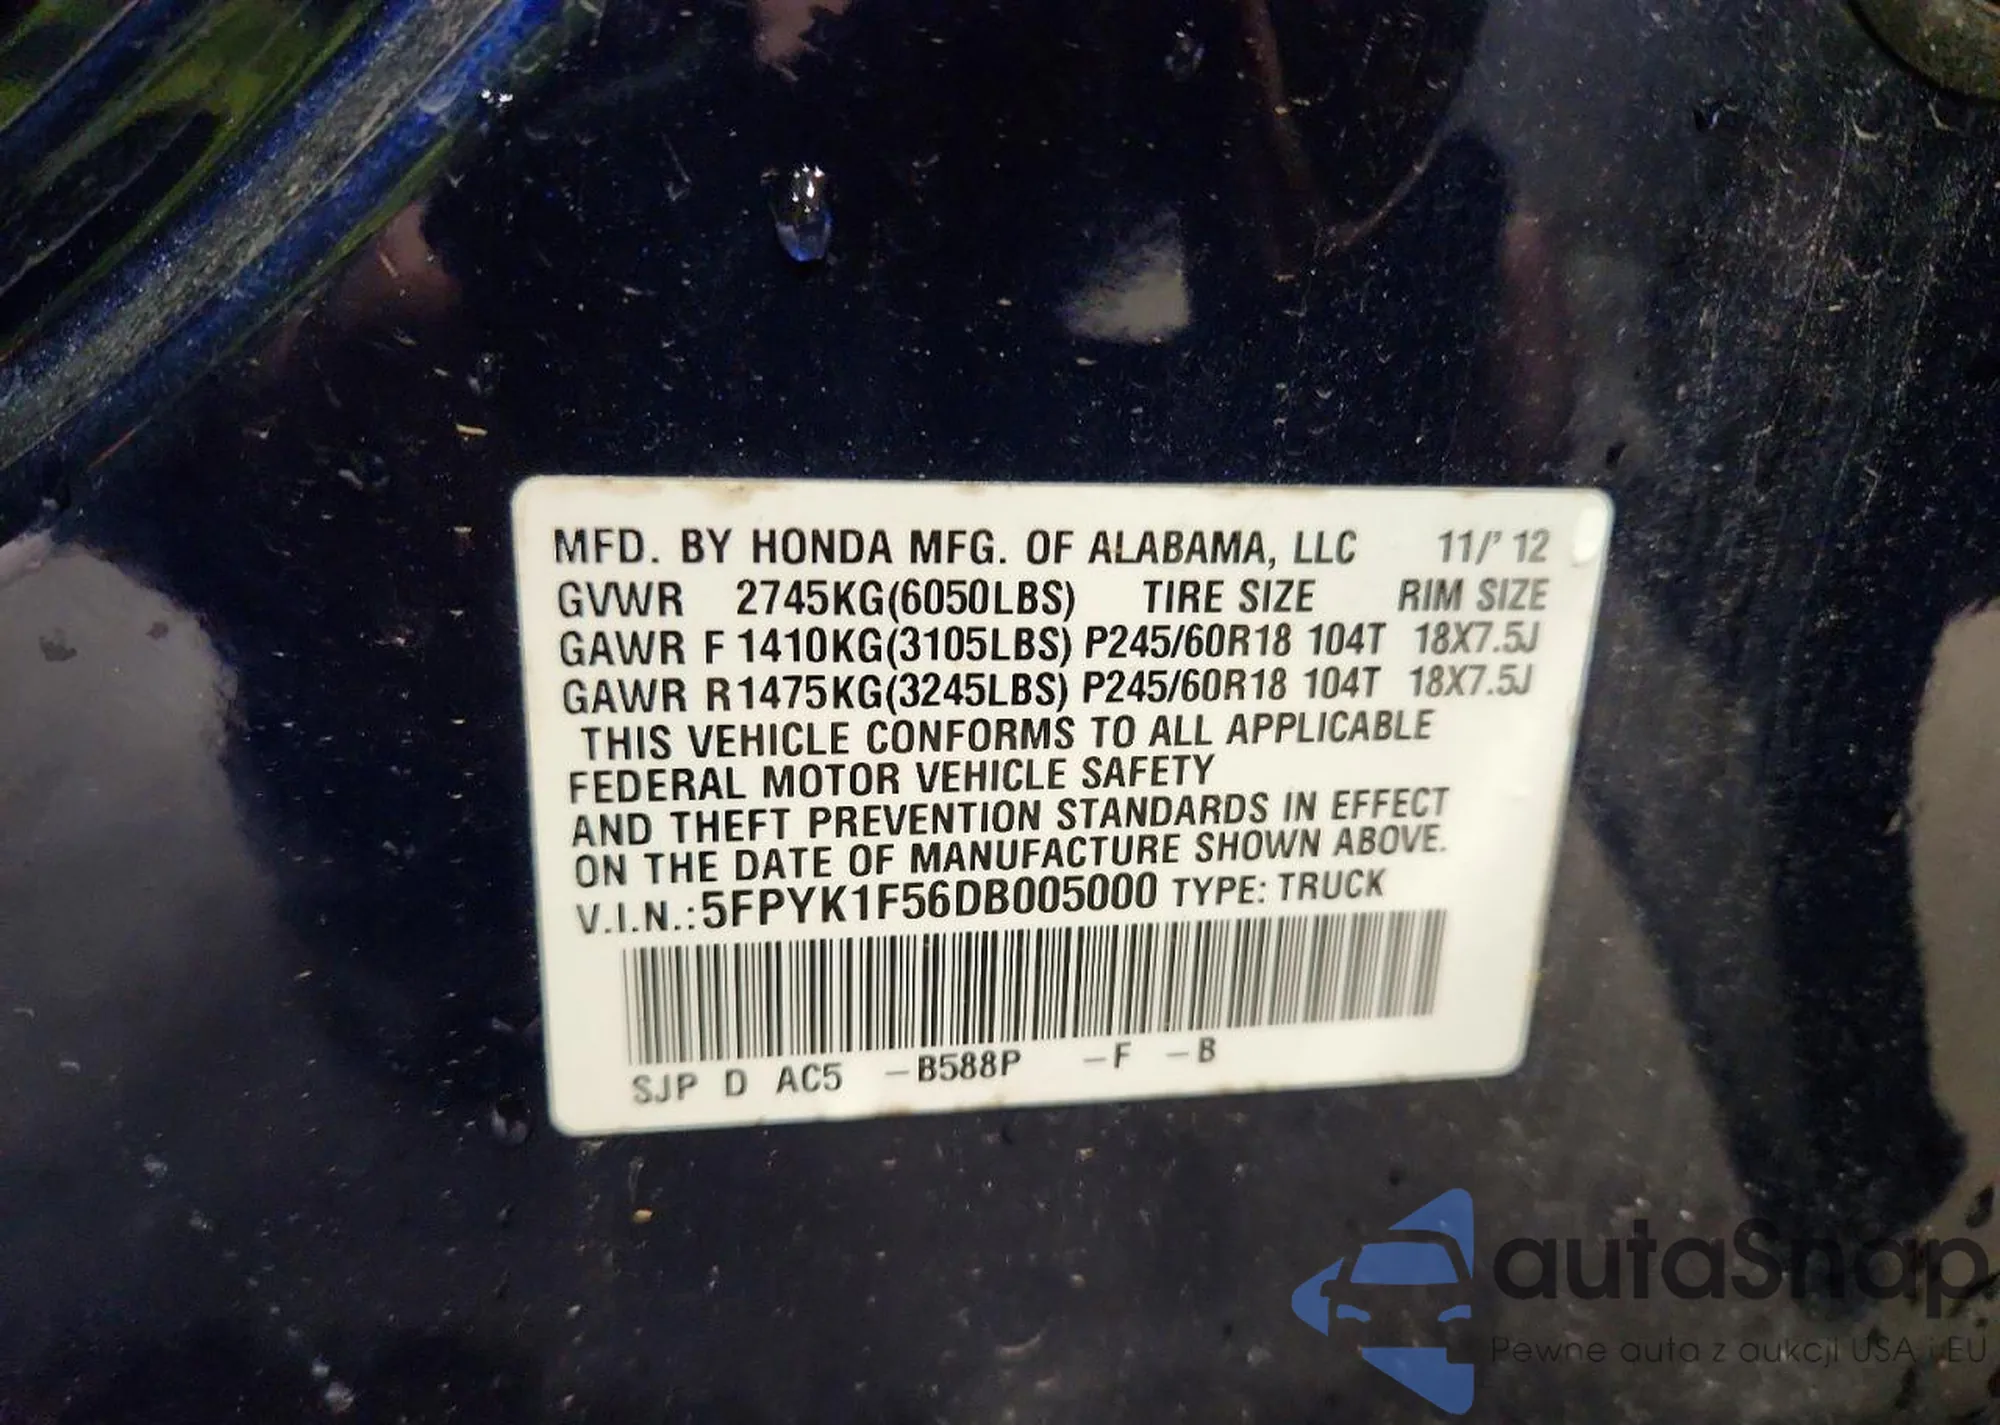 MFD. BY HONDA MFG. OF ALABAMA, LLC 11/' 12
GVWR 2745KG(6050LBS) TIRE SIZE RIM SIZE
GAWR F 1410KG(3105LBS) P245/60R18 104T 18X7.5J
GAWR R1475KG(3245LBS) P245/60R18 104T 18X7.5J
THIS VEHICLE CONFORMS TO ALL APPLICABLE
FEDERAL MOTOR VEHICLE SAFETY
AND THEFT PREVENTION STANDARDS IN EFFECT
ON THE DATE OF MANUFACTURE SHOWN ABOVE.
V.I.N.:5FPYK1F56DB005000 TYPE: TRUCK
SJP D AC5 -B588P -F -B
autaSnap
Pewne auta z aukcji USA i EU